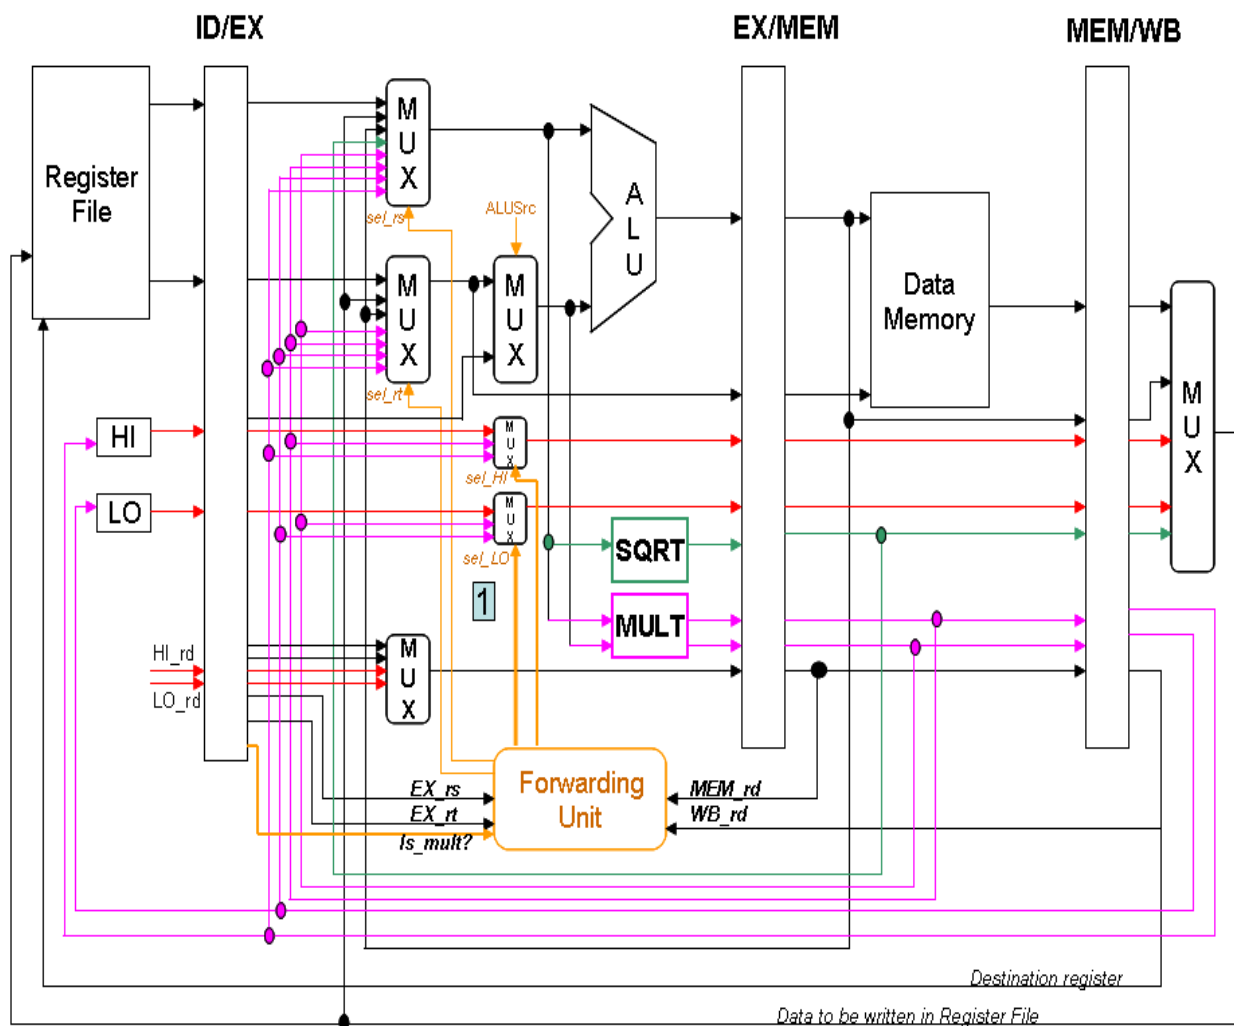 ID/EX
EX/MEM
MEM/WB
Register
File
M
U
X
sel_rs
ALUSrc
A
L
U
M
U
X
sel_rt
M
U
X
Data
Memory
M
U
X
HI
M
U
X
sel_HI
LO
M
U
X
sel_LO
SQRT
1
MULT
HI_rd
LO_rd
M
U
X
Forwarding
Unit
EX_rs
EX_rt
Is_mult?
MEM_rd
WB_rd
Destination register
Data to be written in Register File